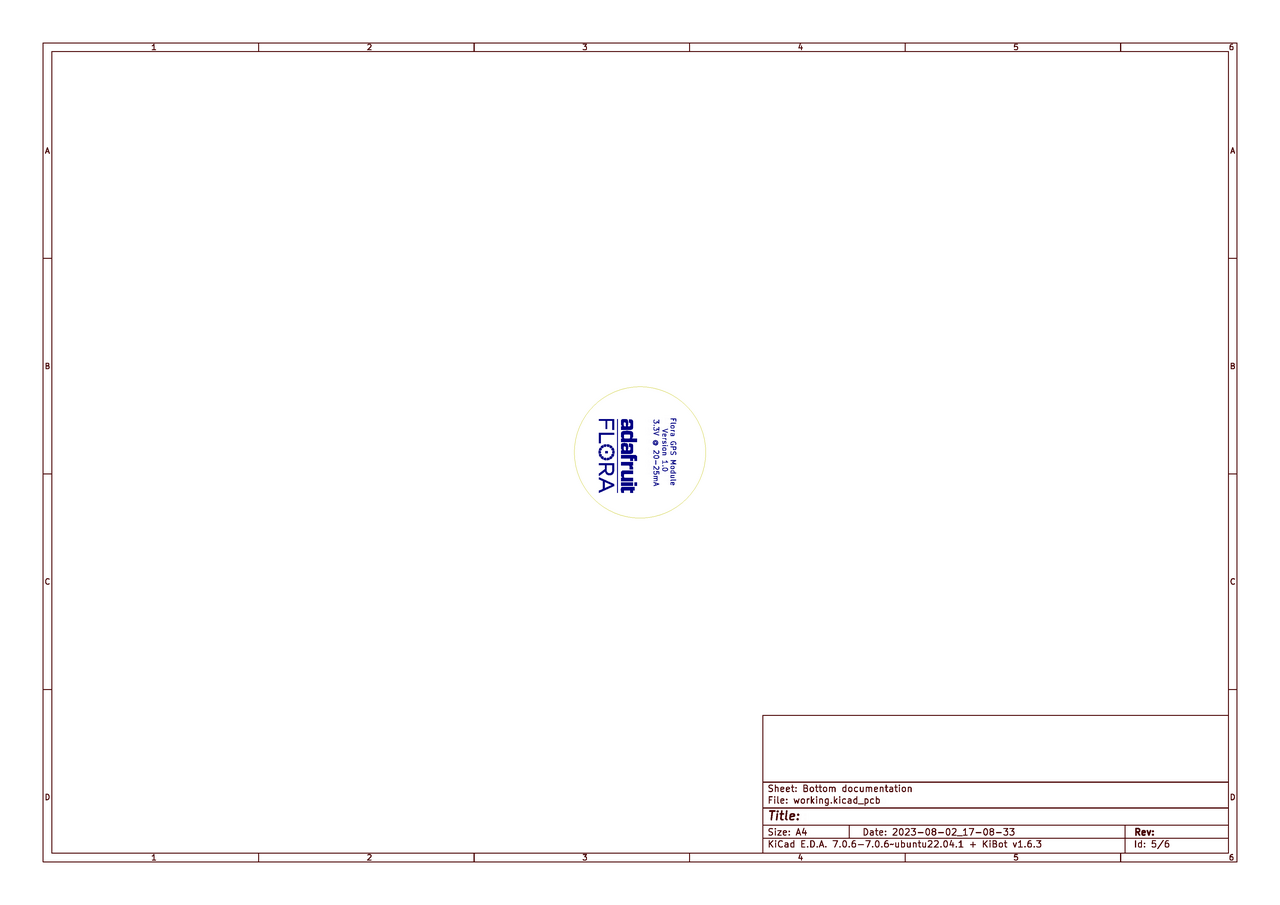 1 2 3 4 5 6
A A
B B
Flora GPS Module
Version 1.0
3.3V @ 20-25mA
adafruit
FLORA
C C
Sheet: Bottom documentation
File: working.kicad_pcb
D D
Title:
Size: A4 Date: 2023-08-02_17-08-33 Rev:
KiCad E.D.A. 7.0.6-7.0.6~ubuntu22.04.1 + KiBot v1.6.3 Id: 5/6
1 2 3 4 5 6